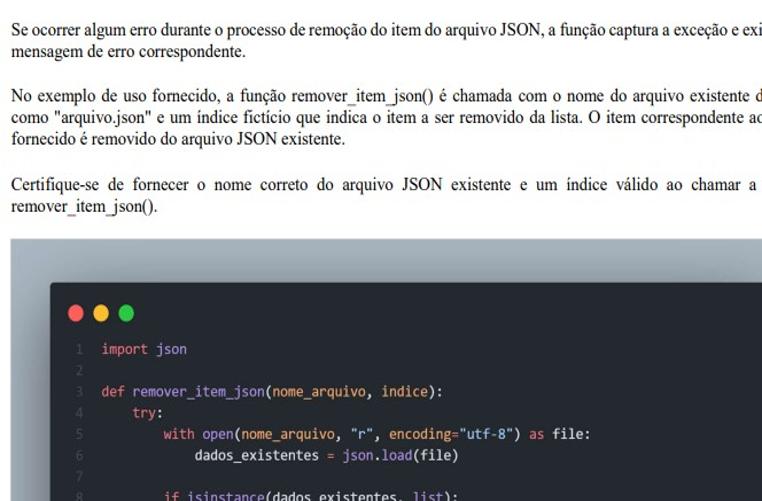 Se ocorrer algum erro durante o processo de remoção do item do arquivo JSON, a função captura a exceção e exi
mensagem de erro correspondente.
No exemplo de uso fornecido, a função remover_item_json() é chamada com o nome do arquivo existente d
como "arquivo.json" e um índice fictício que indica o item a ser removido da lista. O item correspondente ao
fornecido é removido do arquivo JSON existente.
Certifique-se de fornecer o nome correto do arquivo JSON existente e um índice válido ao chamar a
remover_item_json().
1 import json
2
3 def remover_item_json(nome_arquivo, indice):
4 try:
5 with open(nome_arquivo, "r", encoding="utf-8") as file:
6 dados_existentes = json.load(file)
7
8 if isinstance(dados_existentes, list):